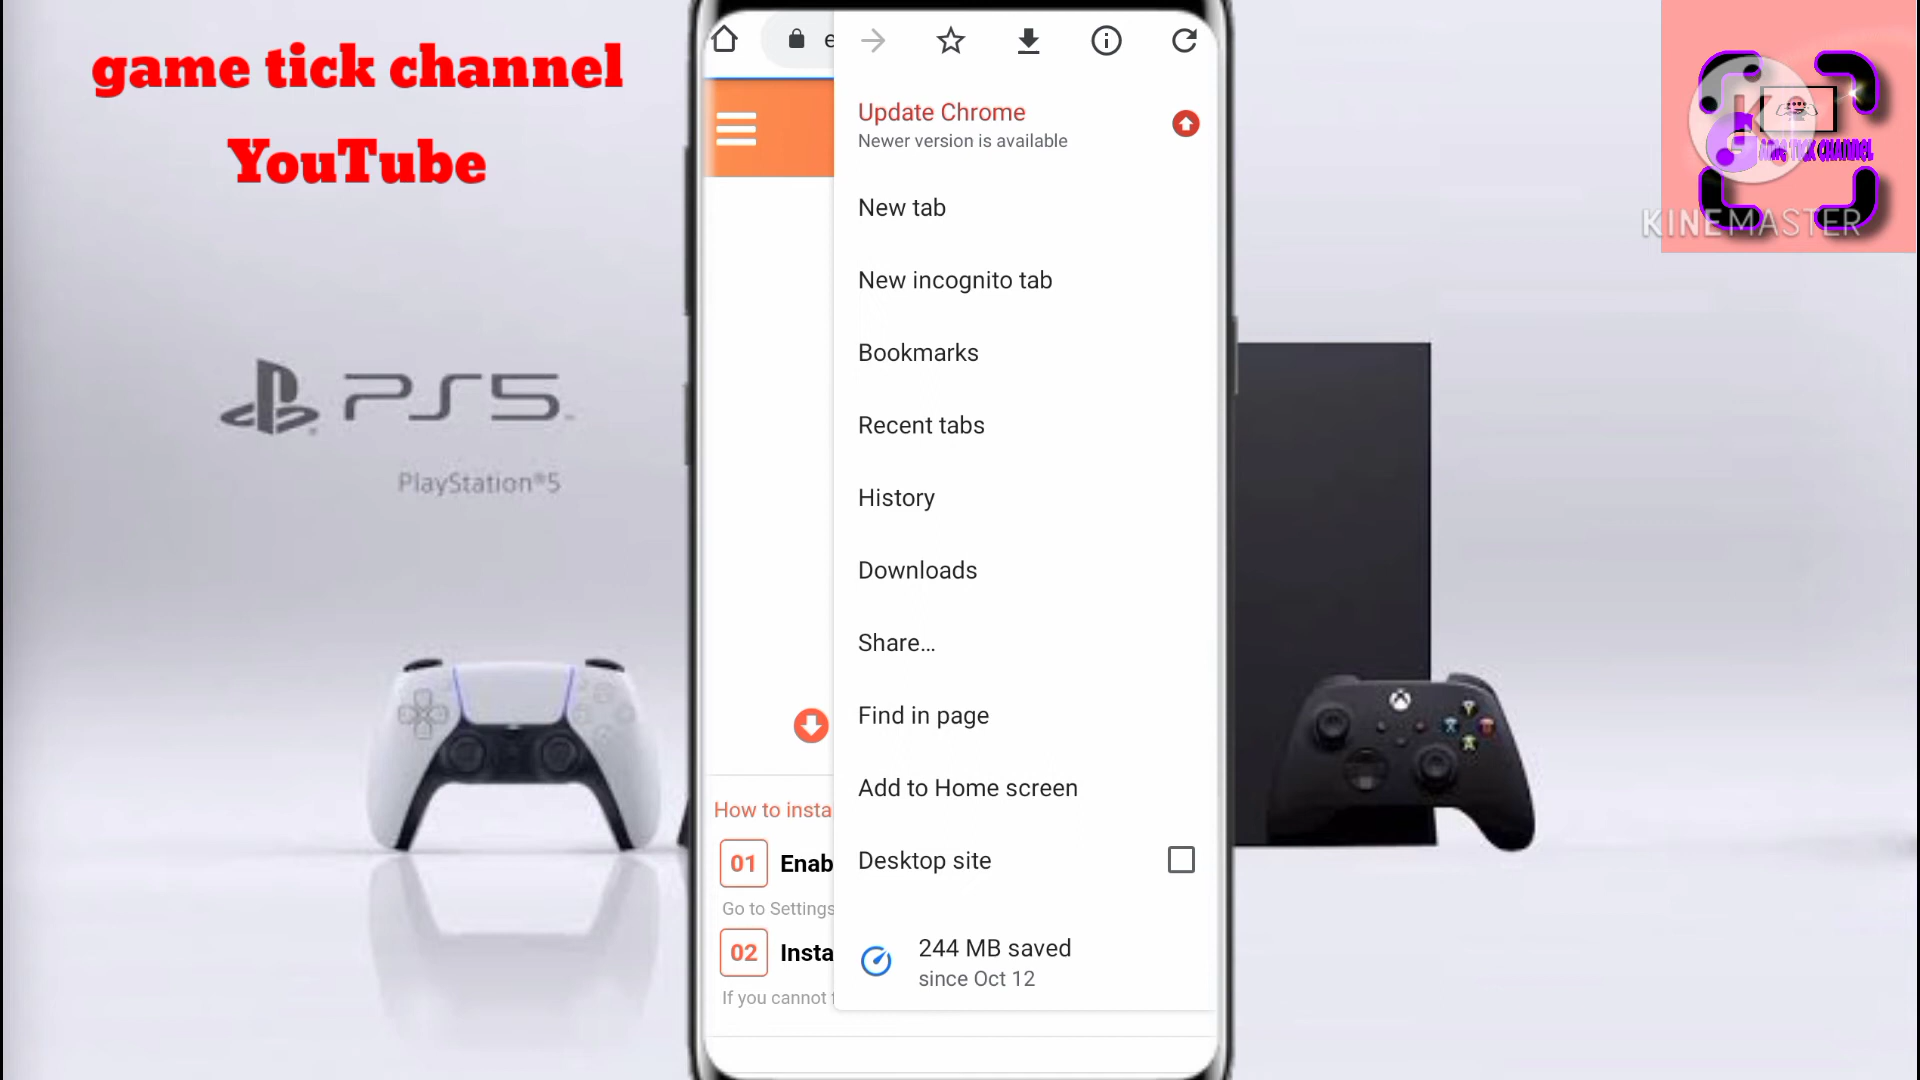 game tick channel
YouTube
PS5
PlayStation®5
Update Chrome
Newer version is available
New tab
New incognito tab
Bookmarks
Recent tabs
History
Downloads
Share...
Find in page
Add to Home screen
Desktop site
244 MB saved
since Oct 12
How to insta
01 Enab
Go to Settings
02 Insta
If you cannot
K
TICK CHANNEL
KINEMASTER